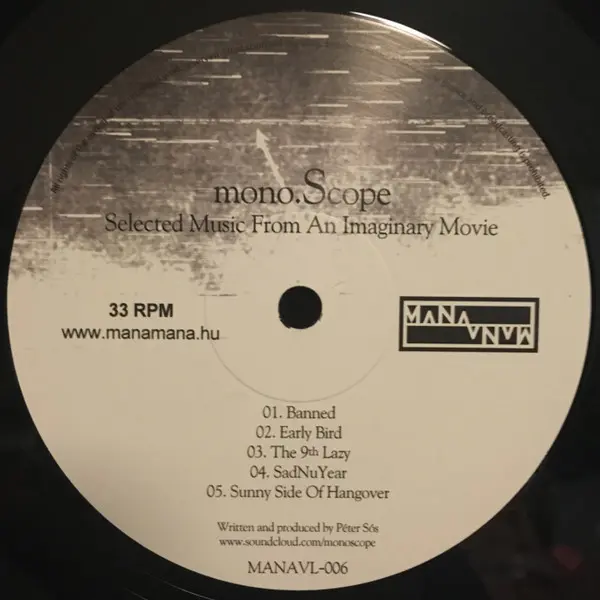 mono.Scope
Selected Music From An Imaginary Movie
33 RPM
www.manamana.hu
MANA
MANA
01. Banned
02. Early Bird
03. The 9th Lazy
04. SadNuYear
05. Sunny Side Of Hangover
Written and produced by Péter Sós
www.soundcloud.com/monoscope
MANAVL-006